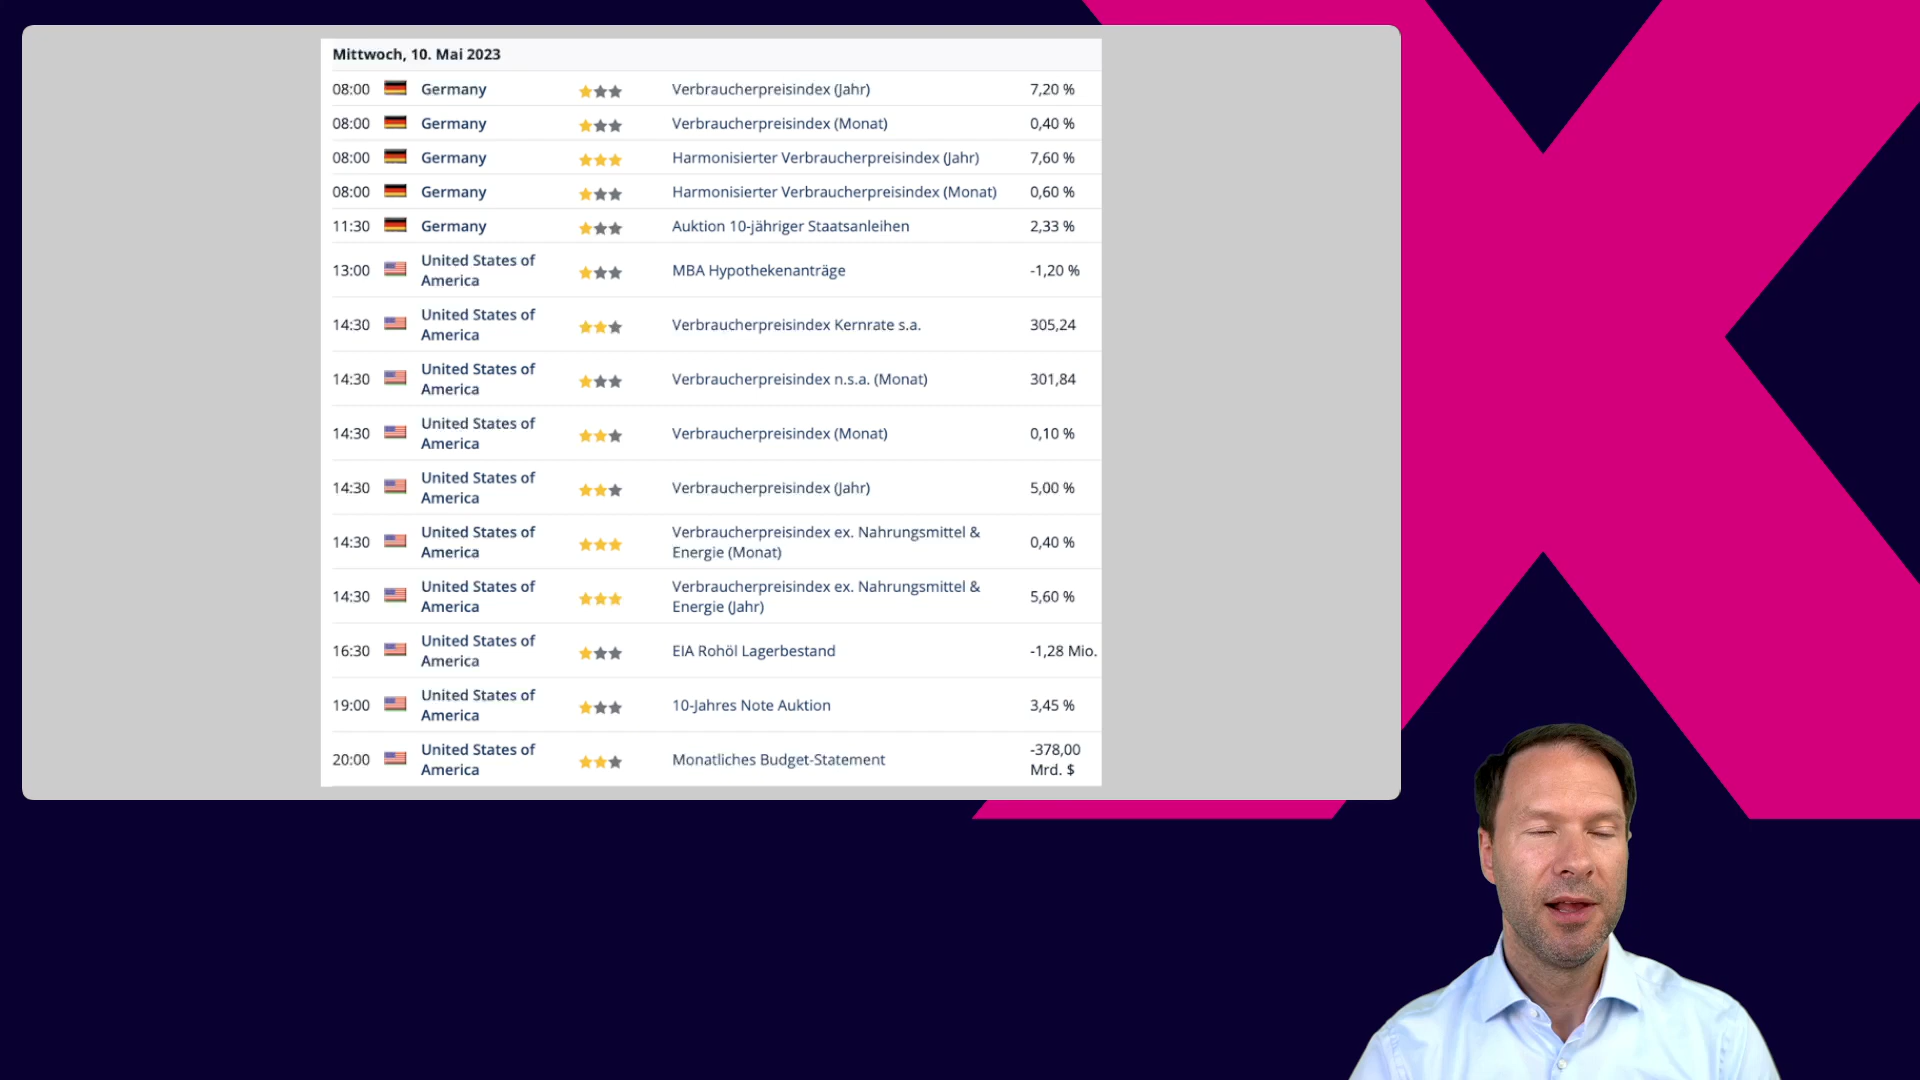 Mittwoch, 10. Mai 2023
08:00 Germany Verbraucherpreisindex (Jahr) 7,20 %
08:00 Germany Verbraucherpreisindex (Monat) 0,40 %
08:00 Germany Harmonisierter Verbraucherpreisindex (Jahr) 7,60 %
08:00 Germany Harmonisierter Verbraucherpreisindex (Monat) 0,60 %
11:30 Germany Auktion 10-jähriger Staatsanleihen 2,33 %
13:00 United States of America MBA Hypothekenanträge -1,20 %
14:30 United States of America Verbraucherpreisindex Kernrate s.a. 305,24
14:30 United States of America Verbraucherpreisindex n.s.a. (Monat) 301,84
14:30 United States of America Verbraucherpreisindex (Monat) 0,10 %
14:30 United States of America Verbraucherpreisindex (Jahr) 5,00 %
14:30 United States of America Verbraucherpreisindex ex. Nahrungsmittel & Energie (Monat) 0,40 %
14:30 United States of America Verbraucherpreisindex ex. Nahrungsmittel & Energie (Jahr) 5,60 %
16:30 United States of America EIA Rohöl Lagerbestand -1,28 Mio.
19:00 United States of America 10-Jahres Note Auktion 3,45 %
20:00 United States of America Monatliches Budget-Statement -378,00 Mrd. $